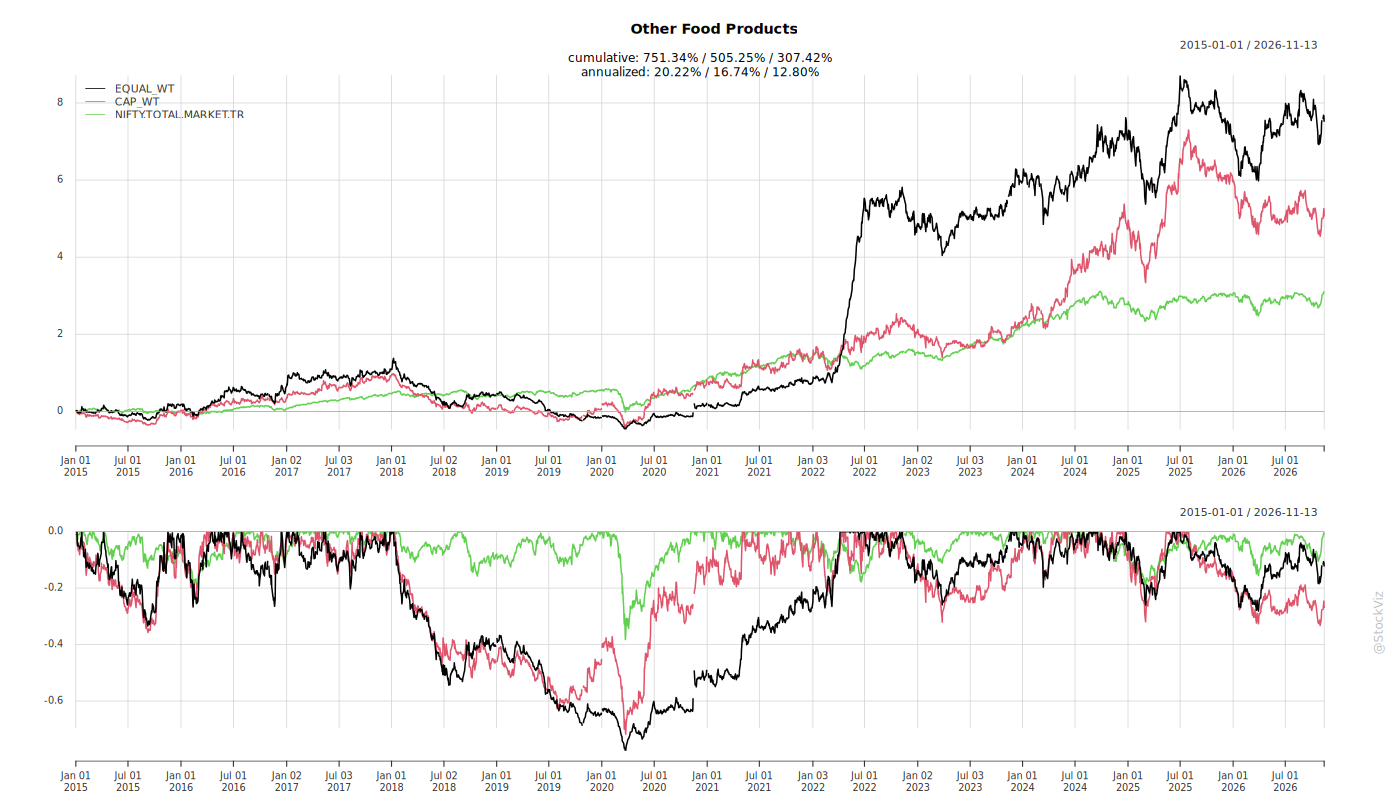 Other Food Products
2015-01-01 / 2026-11-13
cumulative: 751.34% / 505.25% / 307.42%
annualized: 20.22% / 16.74% / 12.80%
EQUAL_WT
CAP_WT
NIFTY.TOTAL.MARKET.TR
8
6
4
2
0
Jan 01 Jul 01 Jan 01 Jul 01 Jan 02 Jul 03 Jan 01 Jul 02 Jan 01 Jul 01 Jan 01 Jul 01 Jan 01 Jul 01 Jan 03 Jul 01 Jan 02 Jul 03 Jan 01 Jul 01 Jan 01 Jul 01 Jan 01 Jul 01
2015 2015 2016 2016 2017 2017 2018 2018 2019 2019 2020 2020 2021 2021 2022 2022 2023 2023 2024 2024 2025 2025 2026 2026
2015-01-01 / 2026-11-13
0.0
-0.2
-0.4
-0.6
Jan 01 Jul 01 Jan 01 Jul 01 Jan 02 Jul 03 Jan 01 Jul 02 Jan 01 Jul 01 Jan 01 Jul 01 Jan 01 Jul 01 Jan 03 Jul 01 Jan 02 Jul 03 Jan 01 Jul 01 Jan 01 Jul 01 Jan 01 Jul 01
2015 2015 2016 2016 2017 2017 2018 2018 2019 2019 2020 2020 2021 2021 2022 2022 2023 2023 2024 2024 2025 2025 2026 2026
@StockViz